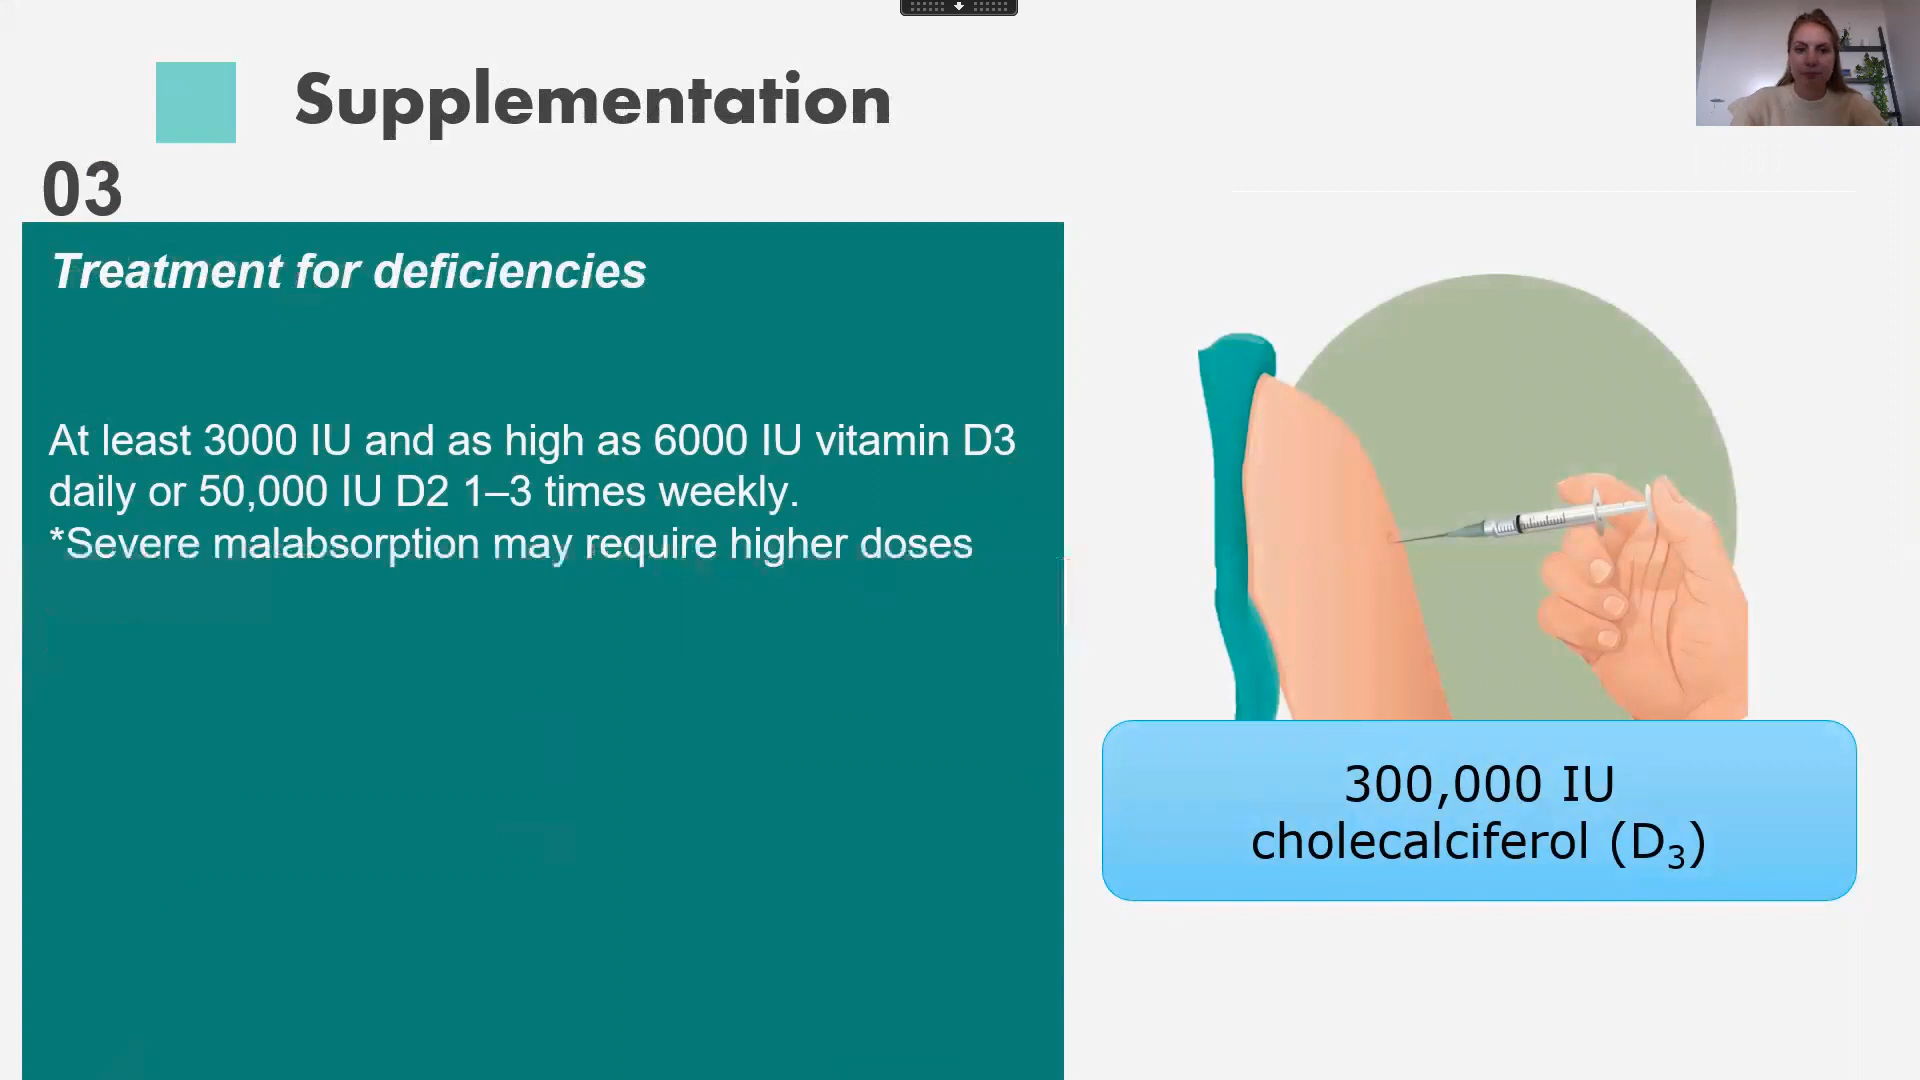 Supplementation
03
Treatment for deficiencies
At least 3000 IU and as high as 6000 IU vitamin D3
daily or 50,000 IU D2 1–3 times weekly.
*Severe malabsorption may require higher doses
300,000 IU
cholecalciferol (D₃)